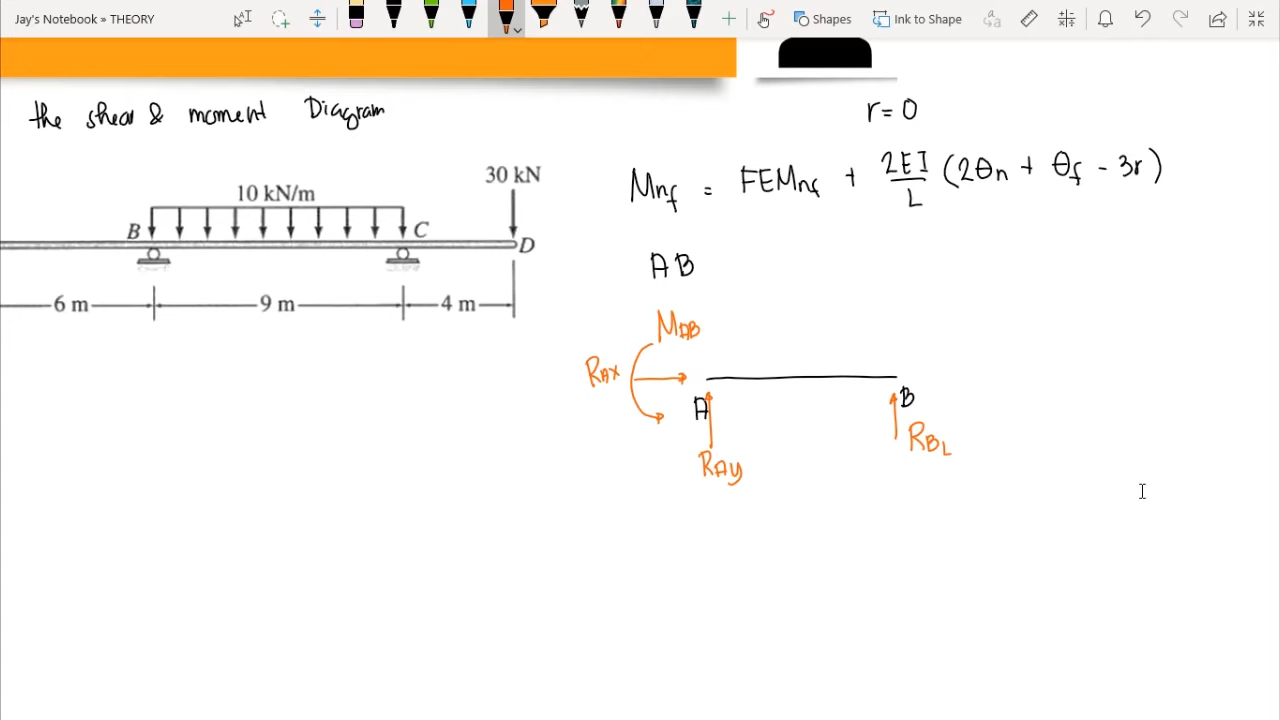 Jay's Notebook » THEORY
Shapes
Ink to Shape
the shear & moment Diagram
30 kN
10 kN/m
B
C
D
6 m
9 m
4 m
r = 0
Mnf = FEMnf + 2EI/L (2θn + θf - 3r)
AB
MAB
RAX
A
B
RAy
RBL